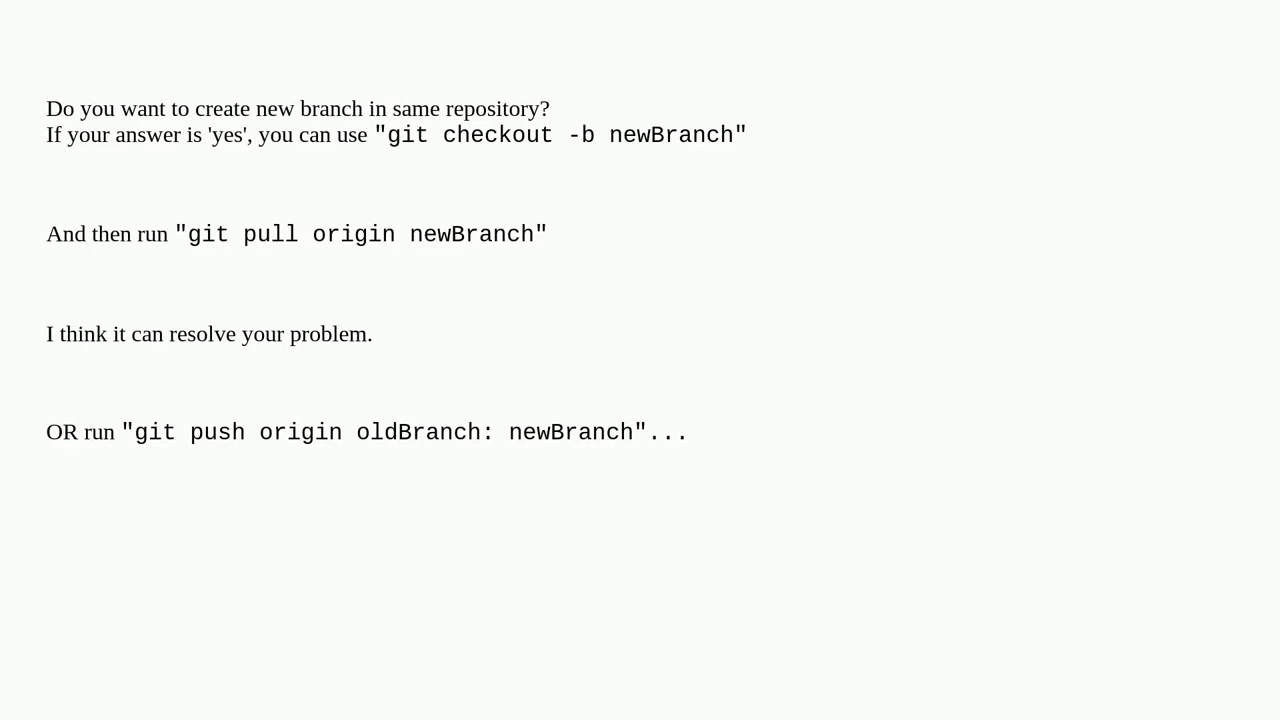 Do you want to create new branch in same repository?
If your answer is 'yes', you can use "git checkout -b newBranch"
And then run "git pull origin newBranch"
I think it can resolve your problem.
OR run "git push origin oldBranch: newBranch"...